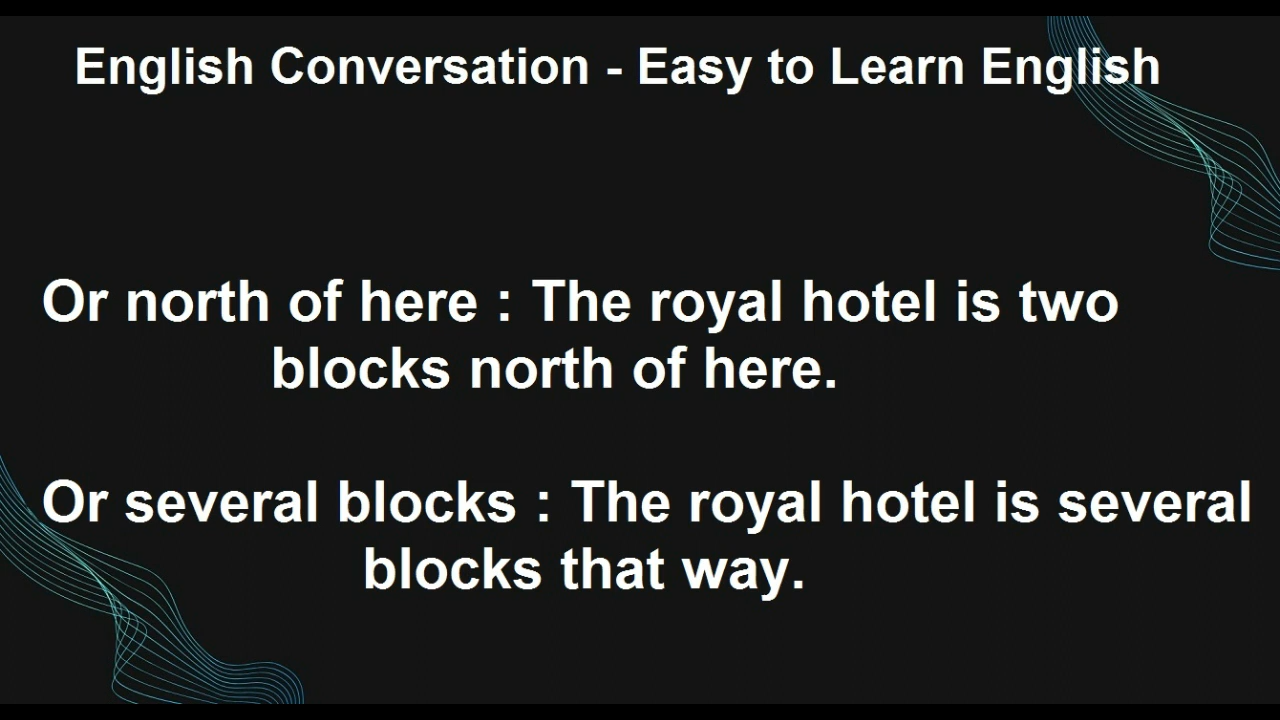 English Conversation - Easy to Learn English
Or north of here : The royal hotel is two
blocks north of here.
Or several blocks : The royal hotel is several
blocks that way.